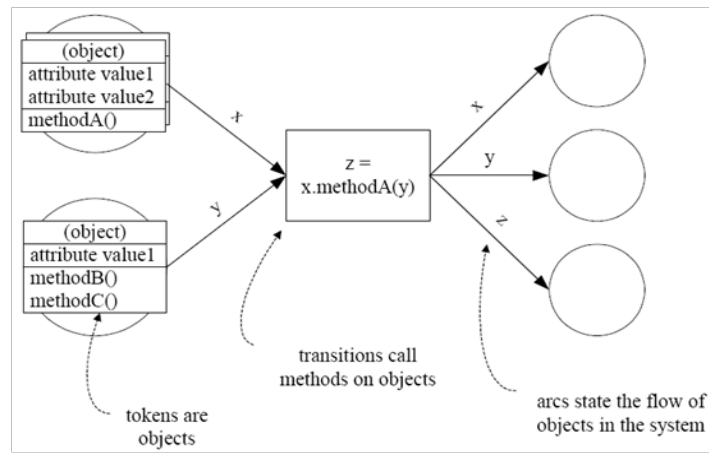 (object)
attribute value1
attribute value2
methodA()
x
(object)
attribute value1
methodB()
methodC()
y
z =
x.methodA(y)
x
y
z
tokens are
objects
transitions call
methods on objects
arcs state the flow of
objects in the system